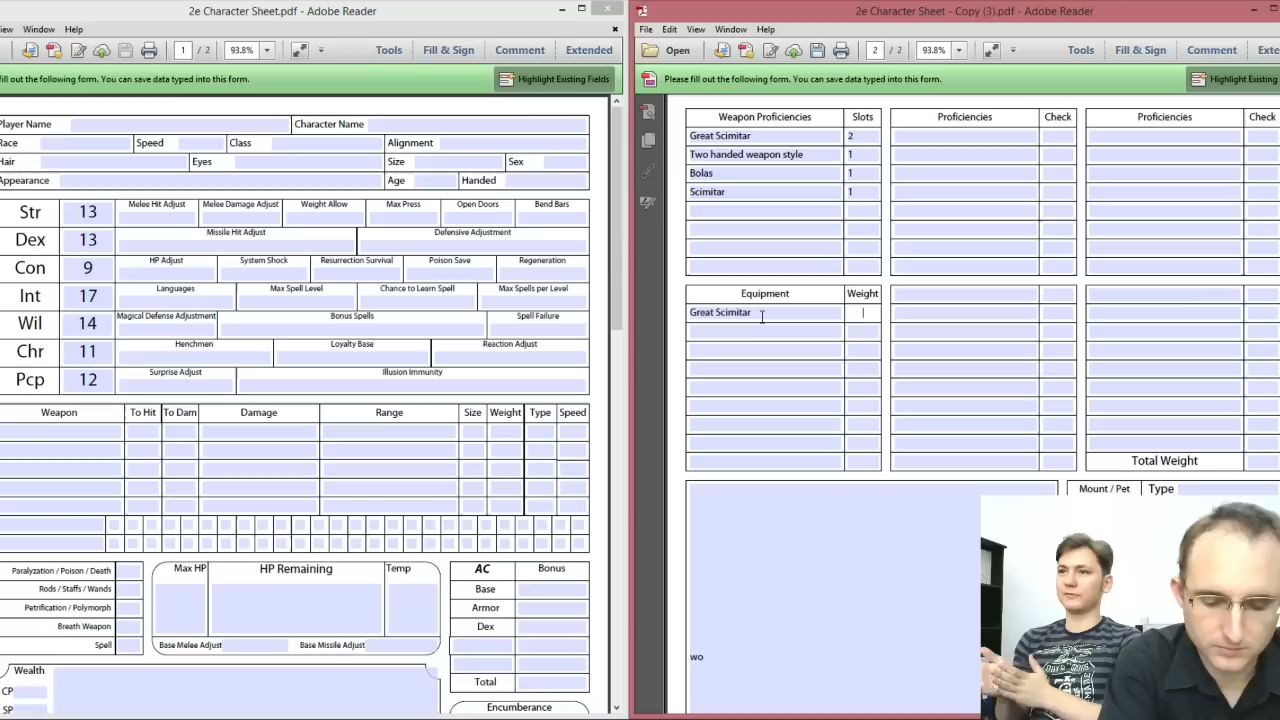 2e Character Sheet.pdf - Adobe Reader
Window Help
1 / 2 93.8% Tools Fill & Sign Comment Extended
fill out the following form. You can save data typed into this form. Highlight Existing Fields
Player Name Character Name
Race Speed Class Alignment
Hair Eyes Size Sex
Appearance Age Handed
Str 13 Melee Hit Adjust Melee Damage Adjust Weight Allow Max Press Open Doors Bend Bars
Dex 13 Missile Hit Adjust Defensive Adjustment
Con 9 HP Adjust System Shock Resurrection Survival Poison Save Regeneration
Int 17 Languages Max Spell Level Chance to Learn Spell Max Spells per Level
Wil 14 Magical Defense Adjustment Bonus Spells Spell Failure
Chr 11 Henchmen Loyalty Base Reaction Adjust
Pcp 12 Surprise Adjust Illusion Immunity
Weapon To Hit To Dam Damage Range Size Weight Type Speed
Paralyzation / Poison / Death
Rods / Staffs / Wands
Petrification / Polymorph
Breath Weapon
Spell
Max HP HP Remaining Temp
Base Melee Adjust Base Missile Adjust
AC Bonus
Base
Armor
Dex
Total
Wealth
CP
SP
Encumberance
2e Character Sheet - Copy (3).pdf - Adobe Reader
File Edit View Window Help
Open 2 / 2 93.8% Tools Fill & Sign Comment Exte
Please fill out the following form. You can save data typed into this form. Highlight Existing
Weapon Proficiencies Slots Proficiencies Check Proficiencies Check
Great Scimitar 2
Two handed weapon style 1
Bolas 1
Scimitar 1
Equipment Weight
Great Scimitar
Total Weight
Mount / Pet Type
wo